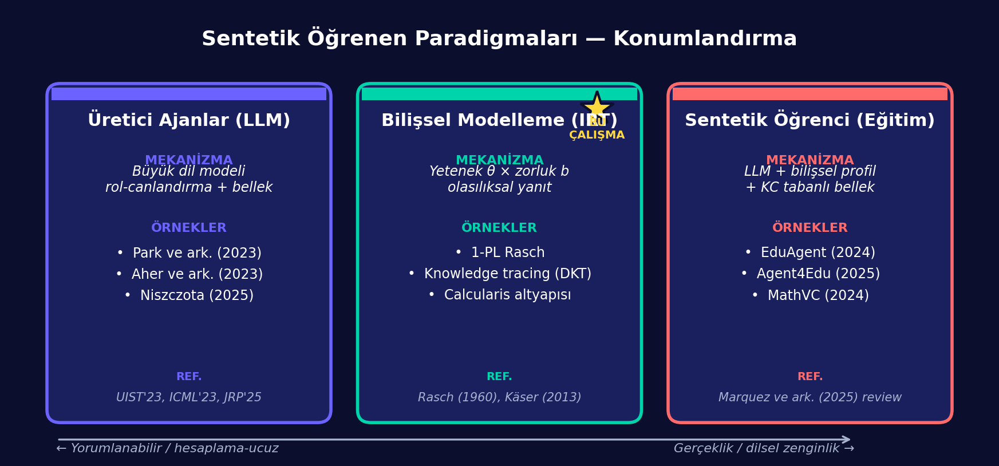 Sentetik Öğrenen Paradigmaları — Konumlandırma
Üretici Ajanlar (LLM)
MEKANİZMA
Büyük dil modeli
rol-canlandırma + bellek
ÖRNEKLER
• Park ve ark. (2023)
• Aher ve ark. (2023)
• Niszczota (2025)
REF.
UIST'23, ICML'23, JRP'25
Bilişsel Modelleme (IRT)
BU
ÇALIŞMA
MEKANİZMA
Yetenek θ × zorluk b
olasılıksal yanıt
ÖRNEKLER
• 1-PL Rasch
• Knowledge tracing (DKT)
• Calcularis altyapısı
REF.
Rasch (1960), Käser (2013)
Sentetik Öğrenci (Eğitim)
MEKANİZMA
LLM + bilişsel profil
+ KC tabanlı bellek
ÖRNEKLER
• EduAgent (2024)
• Agent4Edu (2025)
• MathVC (2024)
REF.
Marquez ve ark. (2025) review
← Yorumlanabilir / hesaplama-ucuz
Gerçeklik / dilsel zenginlik →